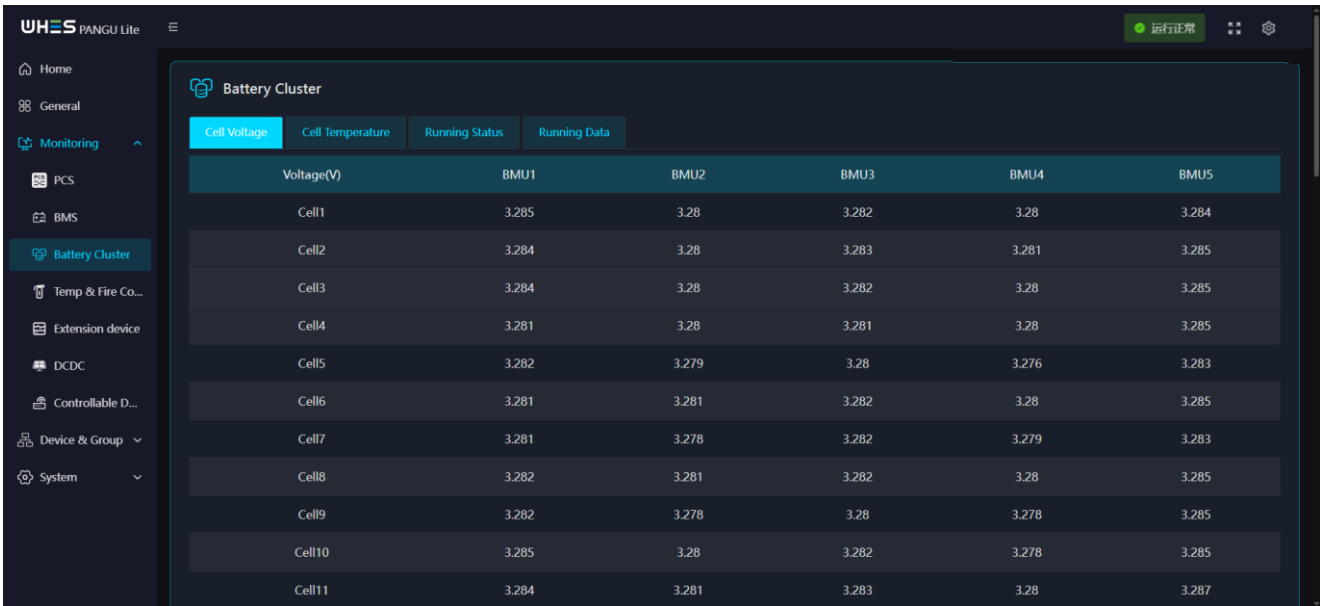 WHES PANGU Lite
运行正常
Home
General
Monitoring
PCS
BMS
Battery Cluster
Temp & Fire Co...
Extension device
DCDC
Controllable D...
Device & Group
System
Battery Cluster
Cell Voltage Cell Temperature Running Status Running Data
Voltage(V) BMU1 BMU2 BMU3 BMU4 BMU5
Cell1 3.285 3.28 3.282 3.28 3.284
Cell2 3.284 3.28 3.283 3.281 3.285
Cell3 3.284 3.28 3.282 3.28 3.285
Cell4 3.281 3.28 3.281 3.28 3.285
Cell5 3.282 3.279 3.28 3.276 3.283
Cell6 3.281 3.281 3.282 3.28 3.285
Cell7 3.281 3.278 3.282 3.279 3.283
Cell8 3.282 3.281 3.282 3.28 3.285
Cell9 3.282 3.278 3.28 3.278 3.285
Cell10 3.285 3.28 3.282 3.278 3.285
Cell11 3.284 3.281 3.283 3.28 3.287